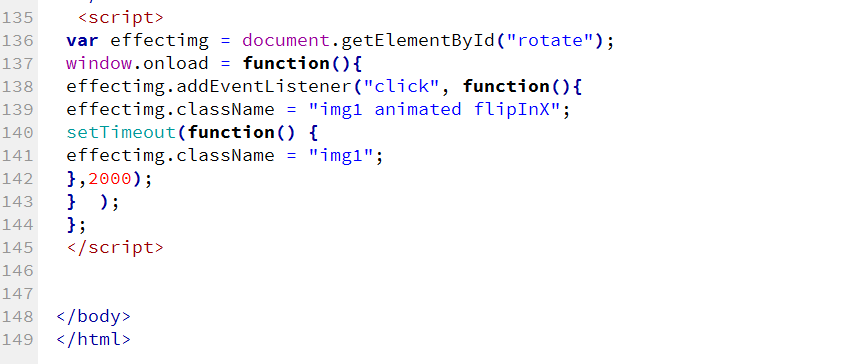 135 <script>
136 var effectimg = document.getElementById("rotate");
137 window.onload = function(){
138 effectimg.addEventListener("click", function(){
139 effectimg.className = "img1 animated flipInX";
140 setTimeout(function() {
141 effectimg.className = "img1";
142 },2000);
143 }  );
144 };
145 </script>
146
147
148 </body>
149 </html>